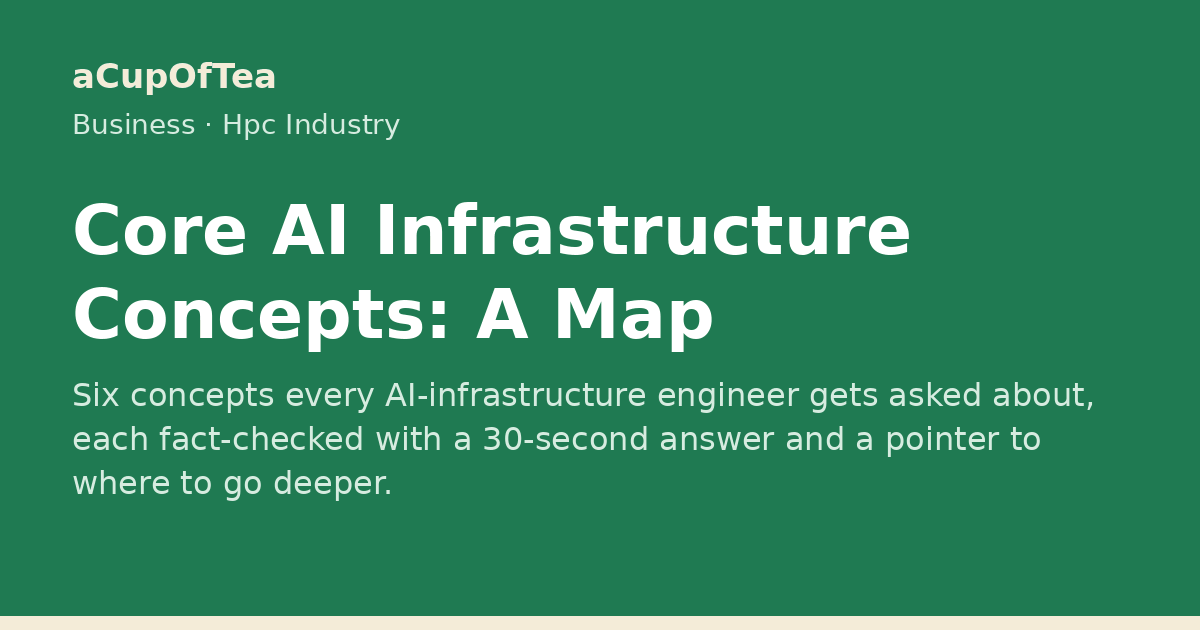 aCupOfTea
Business · Hpc Industry
Core AI Infrastructure
Concepts: A Map
Six concepts every AI-infrastructure engineer gets asked about,
each fact-checked with a 30-second answer and a pointer to
where to go deeper.